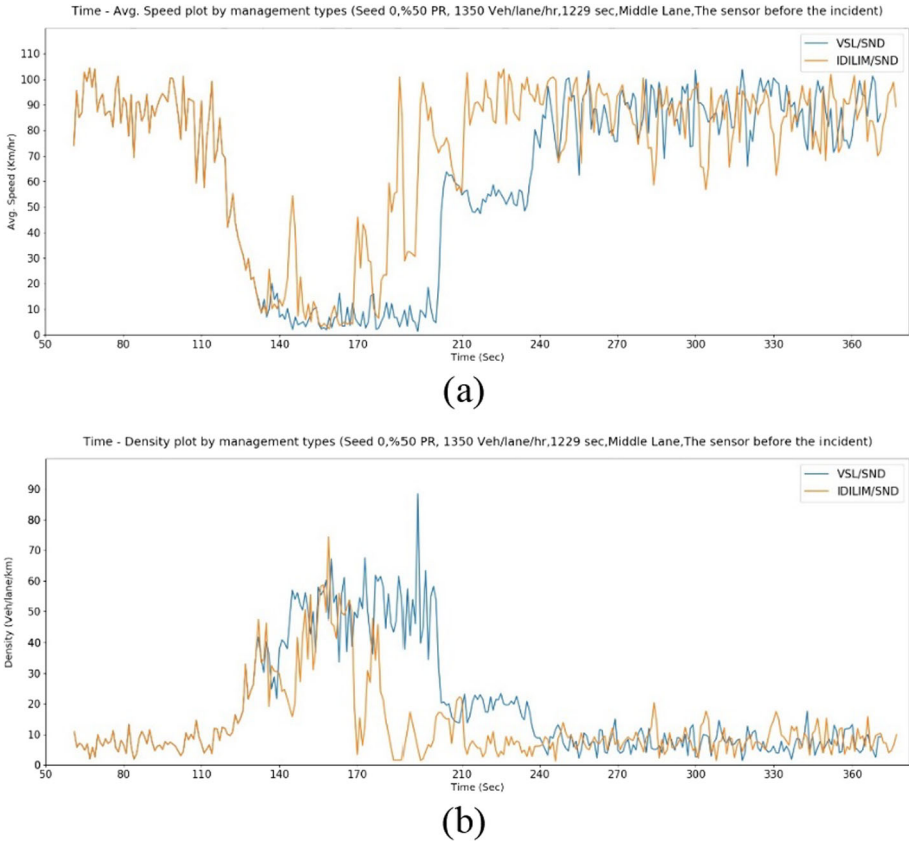 Time - Avg. Speed plot by management types (Seed 0,%50 PR, 1350 Veh/lane/hr,1229 sec,Middle Lane,The sensor before the incident)
VSL/SND
IDILIM/SND
110
100
90
80
70
60
50
40
30
20
10
0
Avg. Speed (Km/hr)
50 80 110 140 170 210 240 270 300 330 360
Time (Sec)
(a)
Time - Density plot by management types (Seed 0,%50 PR, 1350 Veh/lane/hr,1229 sec,Middle Lane,The sensor before the incident)
VSL/SND
IDILIM/SND
90
80
70
60
50
40
30
20
10
0
Density (Veh/lane/km)
50 80 110 140 170 210 240 270 300 330 360
Time (Sec)
(b)